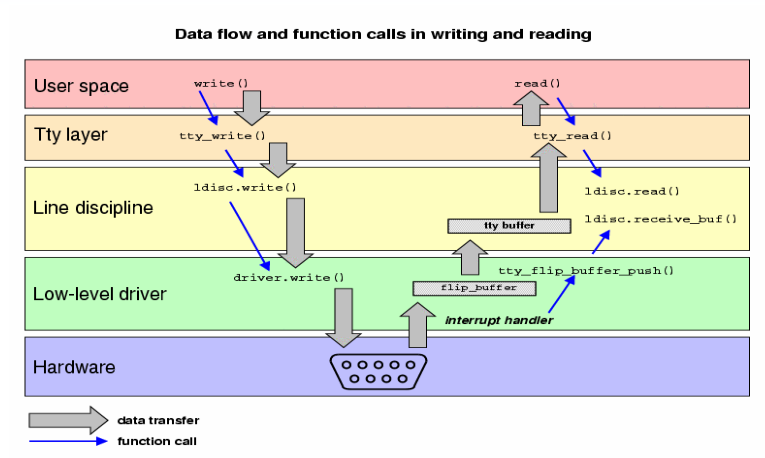 Data flow and function calls in writing and reading
User space
write()
read()
Tty layer
tty_write()
tty_read()
Line discipline
ldisc.write()
ldisc.read()
ldisc.receive_buf()
tty buffer
Low-level driver
driver.write()
tty_flip_buffer_push()
flip_buffer
interrupt handler
Hardware
data transfer
function call